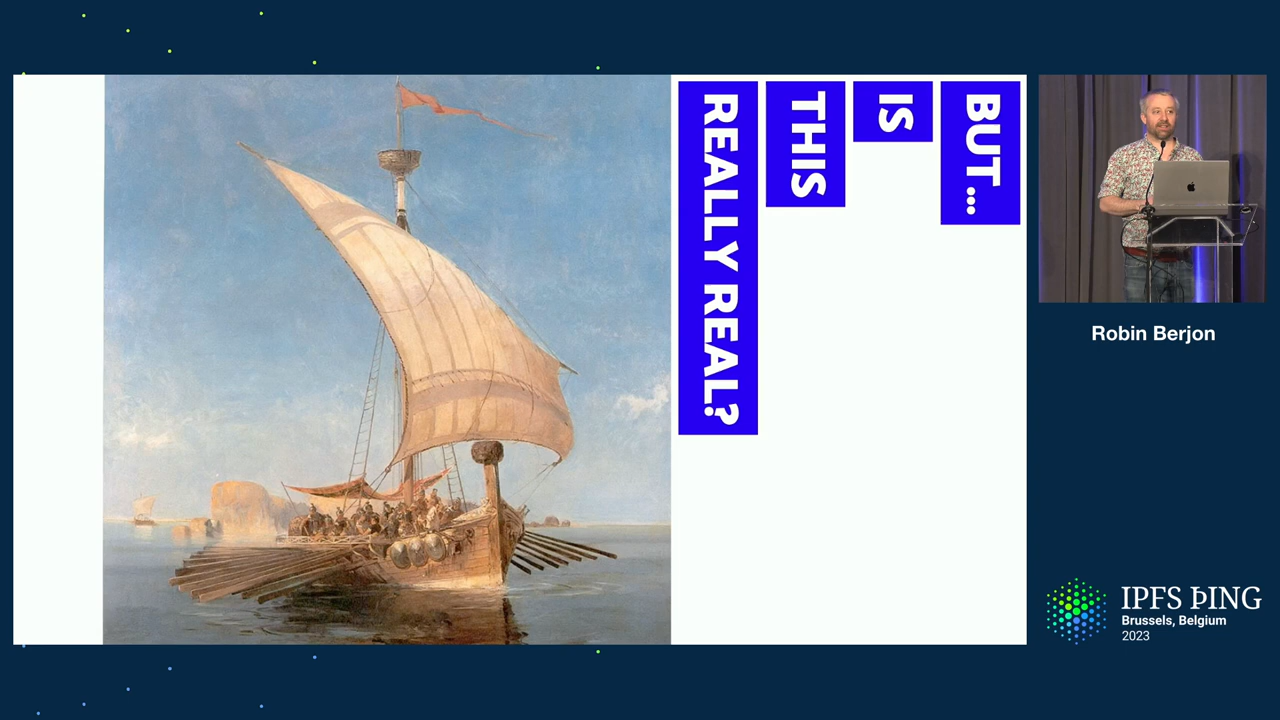 BUT...
IS
THIS
REALLY REAL?
Robin Berjon
IPFS ÞING
Brussels, Belgium
2023